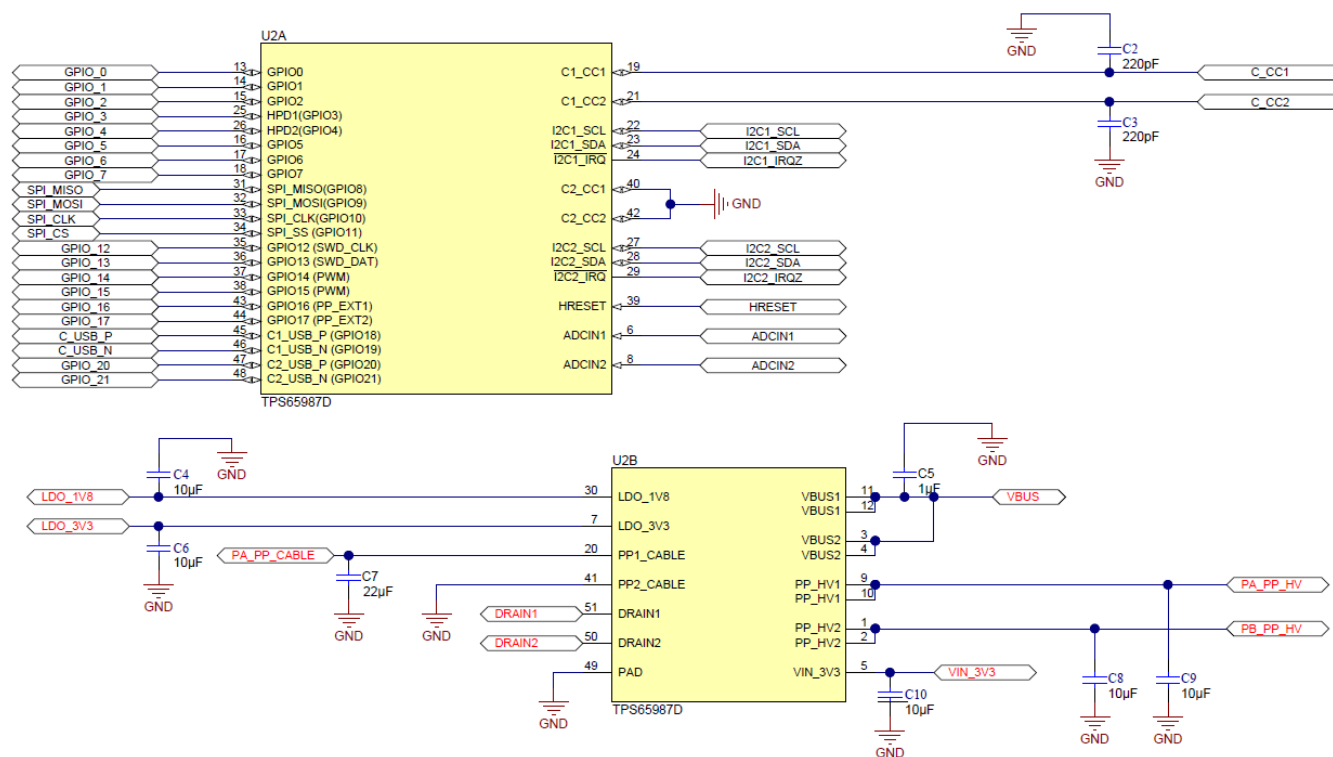 U2A
GPIO_0 13 GPIO0
GPIO_1 14 GPIO1
GPIO_2 15 GPIO2
GPIO_3 25 HPD1(GPIO3)
GPIO_4 26 HPD2(GPIO4)
GPIO_5 16 GPIO5
GPIO_6 17 GPIO6
GPIO_7 18 GPIO7
SPI_MISO 31 SPI_MISO(GPIO8)
SPI_MOSI 32 SPI_MOSI(GPIO9)
SPI_CLK 33 SPI_CLK(GPIO10)
SPI_CS 34 SPI_SS (GPIO11)
GPIO_12 35 GPIO12 (SWD_CLK)
GPIO_13 36 GPIO13 (SWD_DAT)
GPIO_14 37 GPIO14 (PWM)
GPIO_15 38 GPIO15 (PWM)
GPIO_16 43 GPIO16 (PP_EXT1)
GPIO_17 44 GPIO17 (PP_EXT2)
C_USB_P 45 C1_USB_P (GPIO18)
C_USB_N 46 C1_USB_N (GPIO19)
GPIO_20 47 C2_USB_P (GPIO20)
GPIO_21 48 C2_USB_N (GPIO21)
TPS65987D
C1_CC1 19 C_CC1
C1_CC2 21 C_CC2
I2C1_SCL 22 I2C1_SCL
I2C1_SDA 23 I2C1_SDA
I2C1_IRQ 24 I2C1_IRQZ
C2_CC1 40
GND
C2_CC2 42
I2C2_SCL 27 I2C2_SCL
I2C2_SDA 28 I2C2_SDA
I2C2_IRQ 29 I2C2_IRQZ
HRESET 39 HRESET
ADCIN1 6 ADCIN1
ADCIN2 8 ADCIN2
GND
C2
220pF
C3
220pF
GND
U2B
GND
C4
10µF
LDO_1V8 30 LDO_1V8
LDO_3V3 7 LDO_3V3
C6
10µF
GND
PA_PP_CABLE 20 PP1_CABLE
C7
22µF
GND
41 PP2_CABLE
GND
DRAIN1 51 DRAIN1
DRAIN2 50 DRAIN2
49 PAD
GND
TPS65987D
GND
C5
1µF
VBUS1 11 VBUS
VBUS1 12
VBUS2 3
VBUS2 4
PP_HV1 9 PA_PP_HV
PP_HV1 10
PP_HV2 1 PB_PP_HV
PP_HV2 2
VIN_3V3 5 VIN_3V3
C10
10µF
GND
C8
10µF
GND
C9
10µF
GND